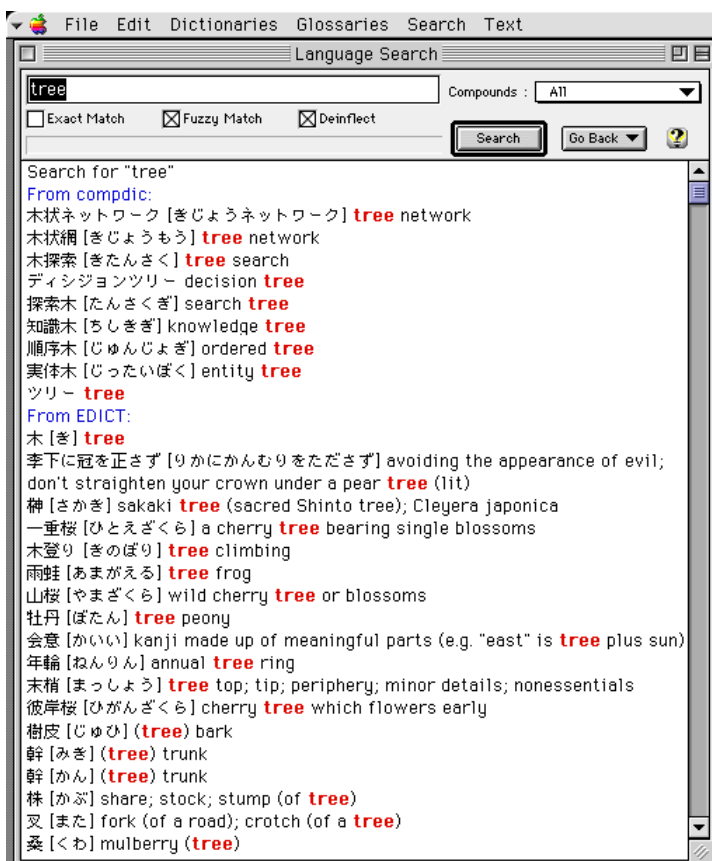 File Edit Dictionaries Glossaries Search Text
Language Search
tree
Compounds : All
Exact Match Fuzzy Match Deinflect
Search Go Back ?
Search for "tree"
From compdic:
木状ネットワーク [きじょうネットワーク] tree network
木状網 [きじょうもう] tree network
木探索 [きたんさく] tree search
ディシジョンツリー decision tree
探索木 [たんさくぎ] search tree
知識木 [ちしきぎ] knowledge tree
順序木 [じゅんじょぎ] ordered tree
実体木 [じったいぼく] entity tree
ツリー tree
From EDICT:
木 [き] tree
李下に冠を正さず [りかにかんむりをたださず] avoiding the appearance of evil;
don't straighten your crown under a pear tree (lit)
榊 [さかき] sakaki tree (sacred Shinto tree); Cleyera japonica
一重桜 [ひとえざくら] a cherry tree bearing single blossoms
木登り [きのぼり] tree climbing
雨蛙 [あまがえる] tree frog
山桜 [やまざくら] wild cherry tree or blossoms
牡丹 [ぼたん] tree peony
会意 [かいい] kanji made up of meaningful parts (e.g. "east" is tree plus sun)
年輪 [ねんりん] annual tree ring
末梢 [まっしょう] tree top; tip; periphery; minor details; nonessentials
彼岸桜 [ひがんざくら] cherry tree which flowers early
樹皮 [じゅひ] (tree) bark
幹 [みき] (tree) trunk
幹 [かん] (tree) trunk
株 [かぶ] share; stock; stump (of tree)
叉 [また] fork (of a road); crotch (of a tree)
桑 [くわ] mulberry (tree)